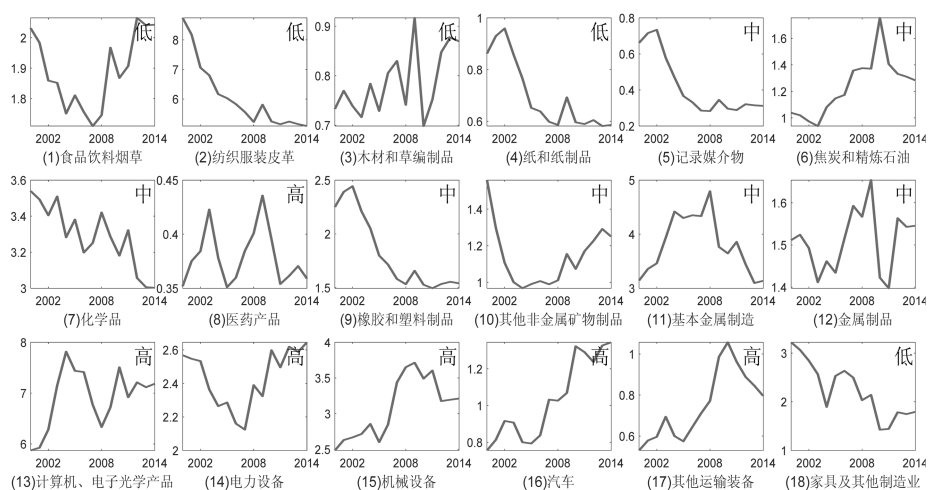 低 低 低 低 中 中
2 1.9 1.8
8 7 6
0.9 0.8 0.7
1 0.8 0.6
0.8 0.6 0.4 0.2
1.6 1.4 1.2 1
2002 2008 2014 2002 2008 2014 2002 2008 2014 2002 2008 2014 2002 2008 2014 2002 2008 2014
(1)食品饮料烟草 (2)纺织服装皮革 (3)木材和草编制品 (4)纸和纸制品 (5)记录媒介物 (6)焦炭和精炼石油
中 高 中 中 中 中
3.6 3.4 3.2 3
0.45 0.4 0.35
2.5 2 1.5
1.4 1.2 1
5 4 3
1.6 1.5 1.4
2002 2008 2014 2002 2008 2014 2002 2008 2014 2002 2008 2014 2002 2008 2014 2002 2008 2014
(7)化学品 (8)医药产品 (9)橡胶和塑料制品 (10)其他非金属矿物制品 (11)基本金属制造 (12)金属制品
高 高 高 高 高 低
8 7 6
2.6 2.4 2.2 2
4 3.5 3 2.5
1.2 1 0.8
1 0.8 0.6
3 2 1
2002 2008 2014 2002 2008 2014 2002 2008 2014 2002 2008 2014 2002 2008 2014 2002 2008 2014
(13)计算机、电子光学产品 (14)电力设备 (15)机械设备 (16)汽车 (17)其他运输装备 (18)家具及其他制造业